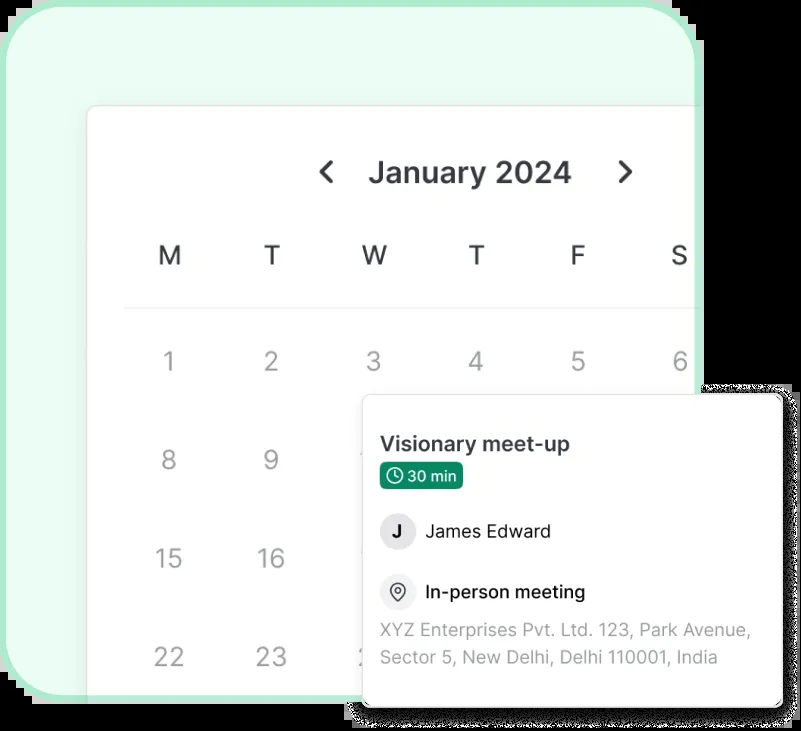 January 2024
M T W T F S
1 2 3 4 5 6
8 9
15 16
22 23
Visionary meet-up
30 min
J James Edward
In-person meeting
XYZ Enterprises Pvt. Ltd. 123, Park Avenue,
Sector 5, New Delhi, Delhi 110001, India